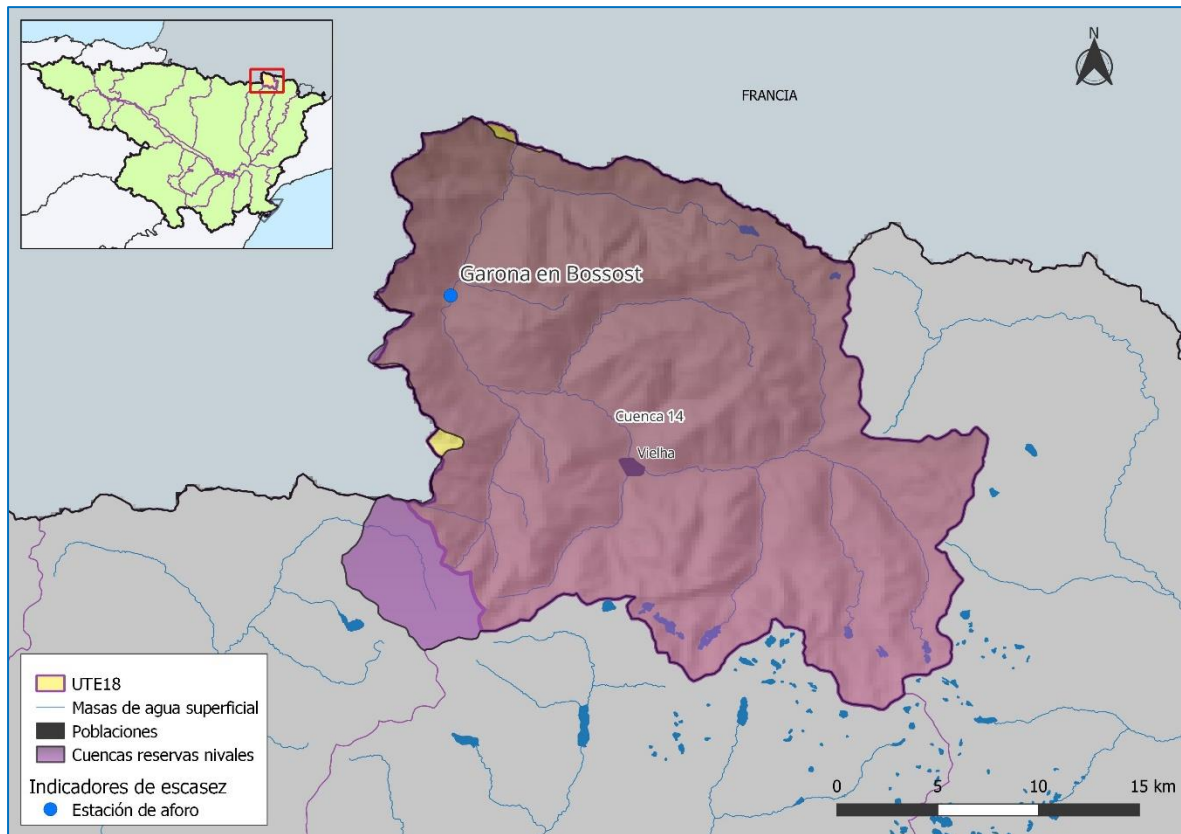 N
FRANCIA
Garona en Bossost
Cuenca 14
Vielha
UTE18
Masas de agua superficial
Poblaciones
Cuencas reservas nivales
Indicadores de escasez
Estación de aforo
0 5 10 15 km